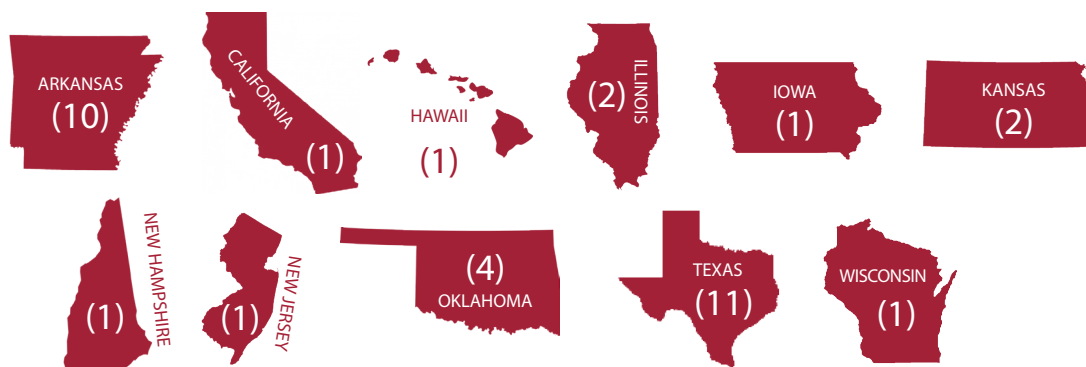 ARKANSAS
(10)
CALIFORNIA
(1)
HAWAII
(1)
(2)
ILLINOIS
IOWA
(1)
KANSAS
(2)
NEW HAMPSHIRE
(1)
NEW JERSEY
(1)
(4)
OKLAHOMA
TEXAS
(11)
WISCONSIN
(1)